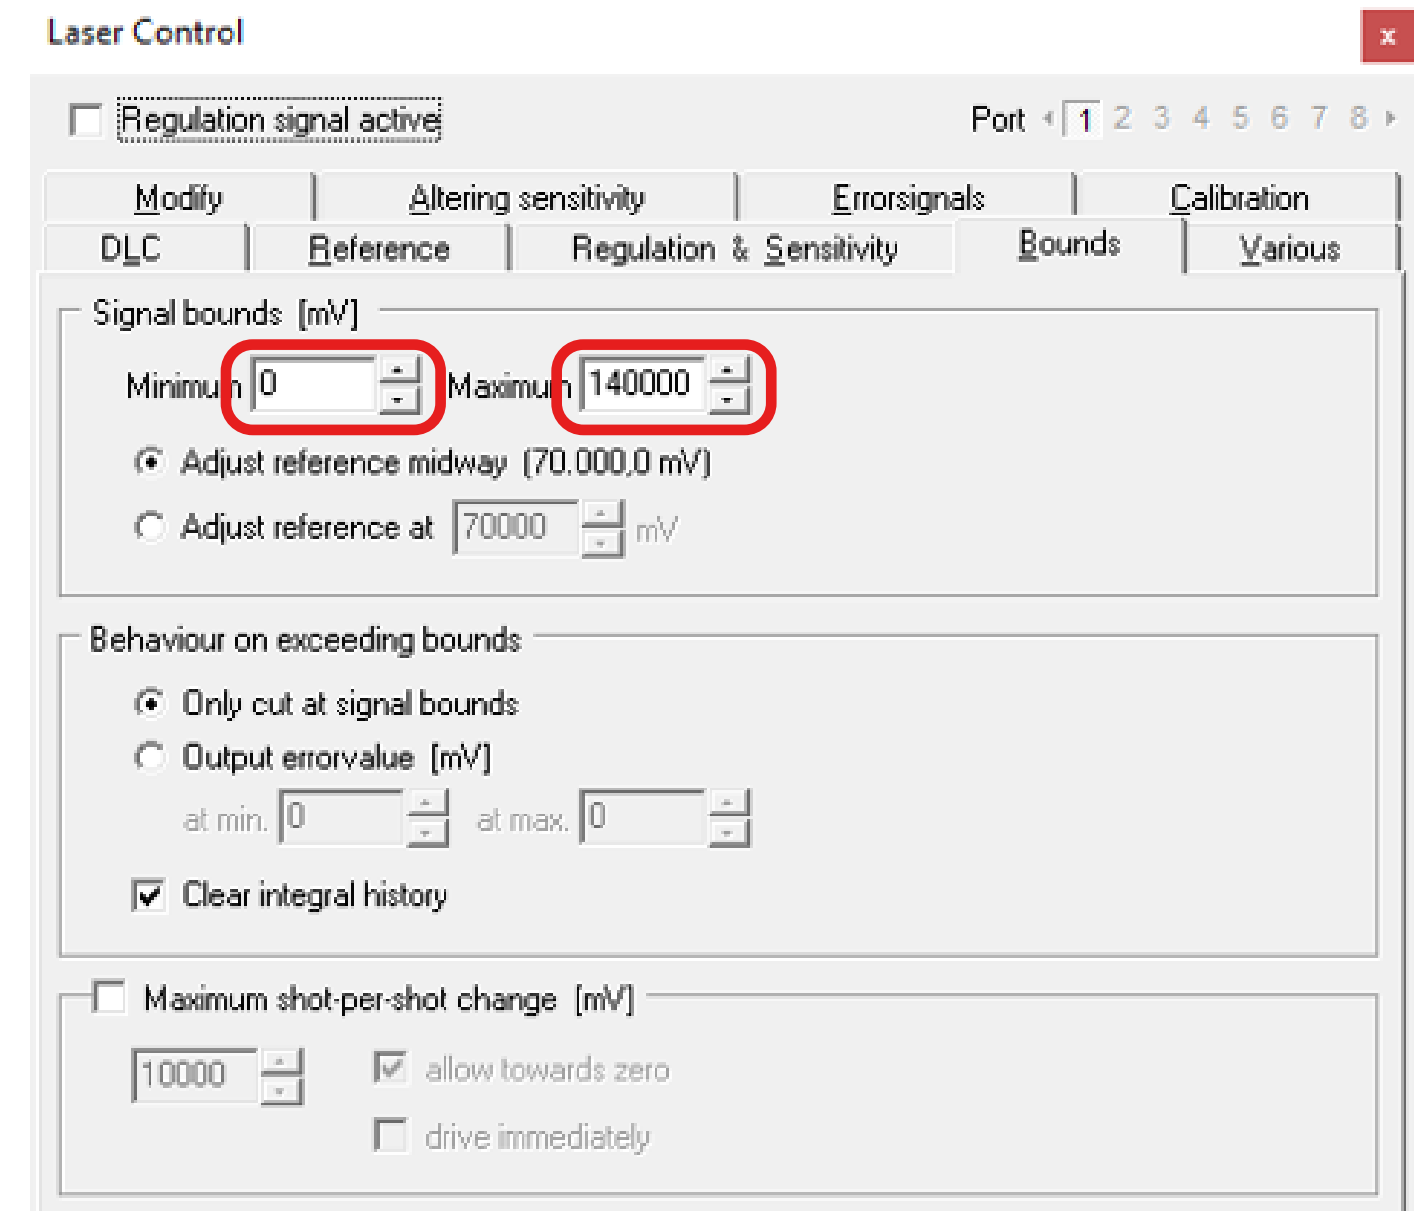 Laser Control
x
Regulation signal active
Port 1 2 3 4 5 6 7 8
Modify Altering sensitivity Errorsignals Calibration
DLC Reference Regulation & Sensitivity Bounds Various
Signal bounds [mV]
Minimum 0 Maximum 140000
Adjust reference midway (70.000,0 mV)
Adjust reference at 70000 mV
Behaviour on exceeding bounds
Only cut at signal bounds
Output errorvalue [mV]
at min. 0 at max. 0
Clear integral history
Maximum shot-per-shot change [mV]
10000 allow towards zero
drive immediately